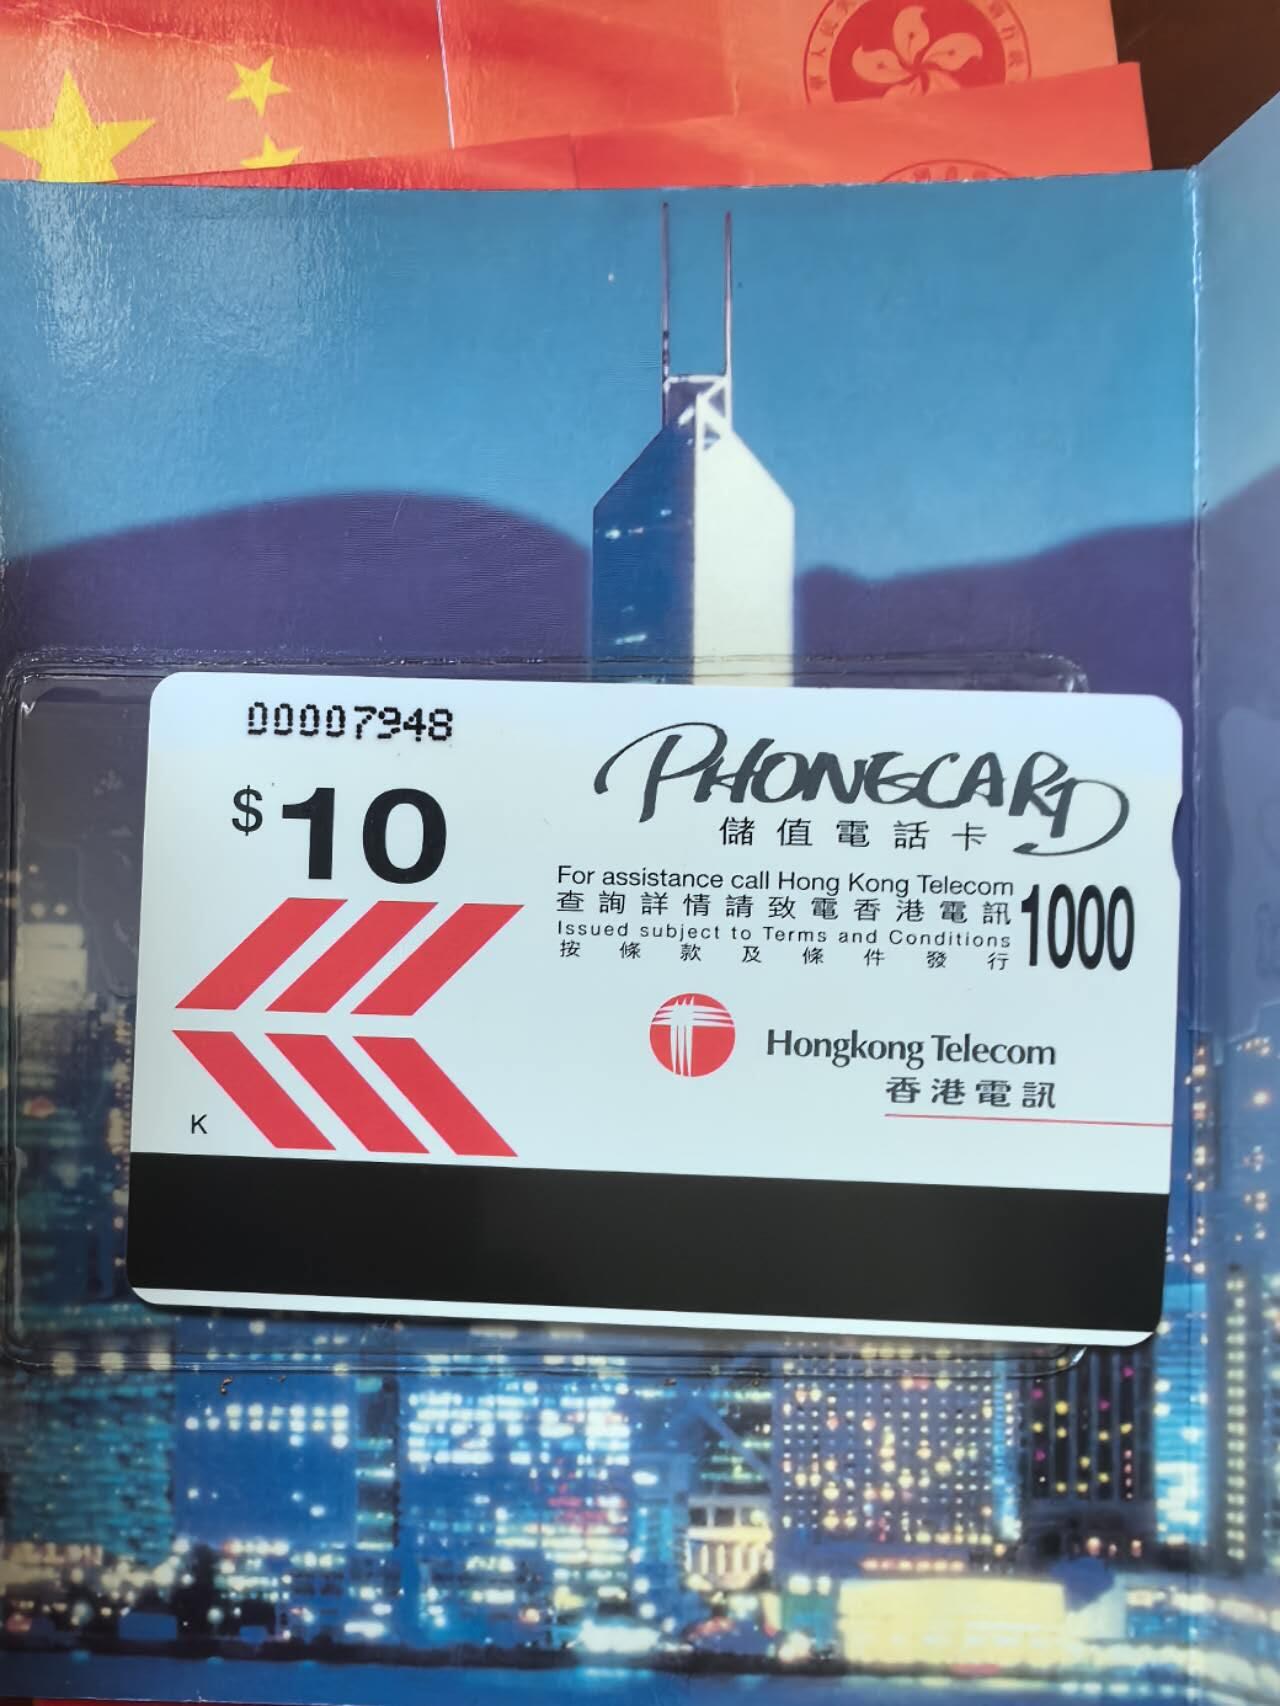 00007948
$10
PHONECARD
儲值電話卡
For assistance call Hong Kong Telecom
查詢詳情請致電香港電訊
Issued subject to Terms and Conditions
按條款及條件發行
1000
Hongkong Telecom
香港電訊
K